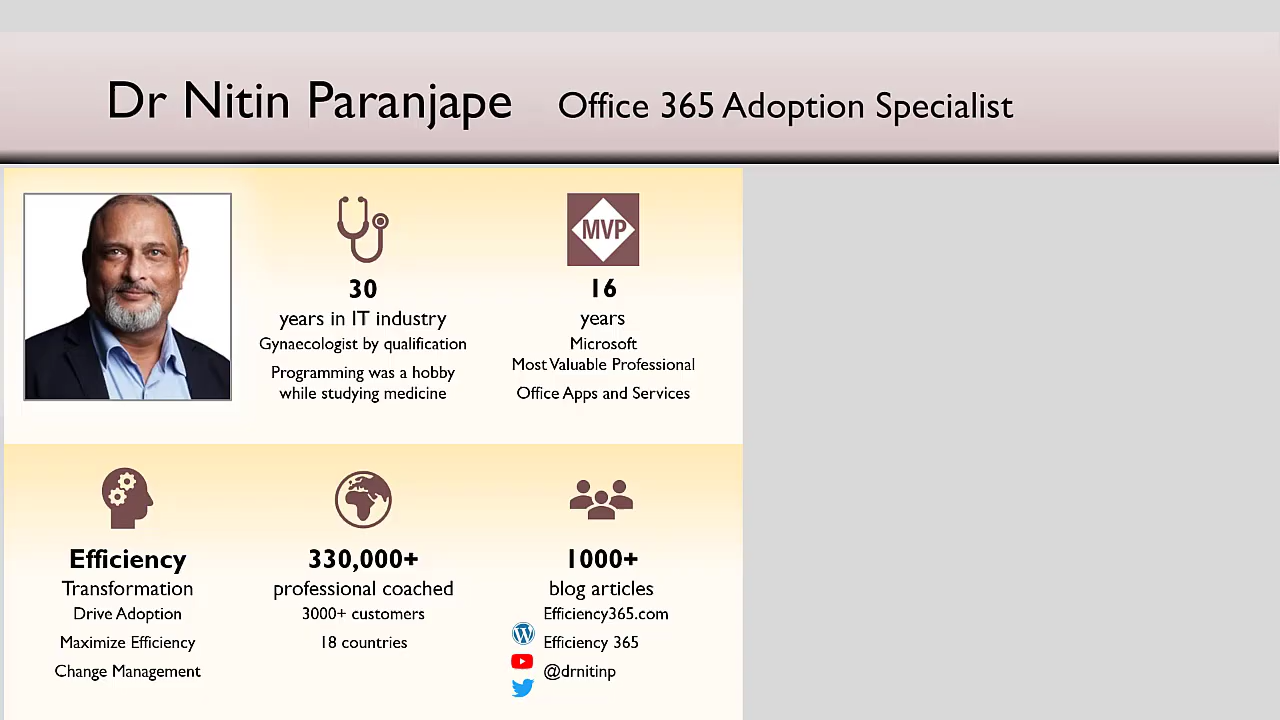 Dr Nitin Paranjape Office 365 Adoption Specialist
MVP
30
years in IT industry
Gynaecologist by qualification
Programming was a hobby
while studying medicine
16
years
Microsoft
Most Valuable Professional
Office Apps and Services
Efficiency
Transformation
Drive Adoption
Maximize Efficiency
Change Management
330,000+
professional coached
3000+ customers
18 countries
1000+
blog articles
Efficiency365.com
Efficiency 365
@drnitinp